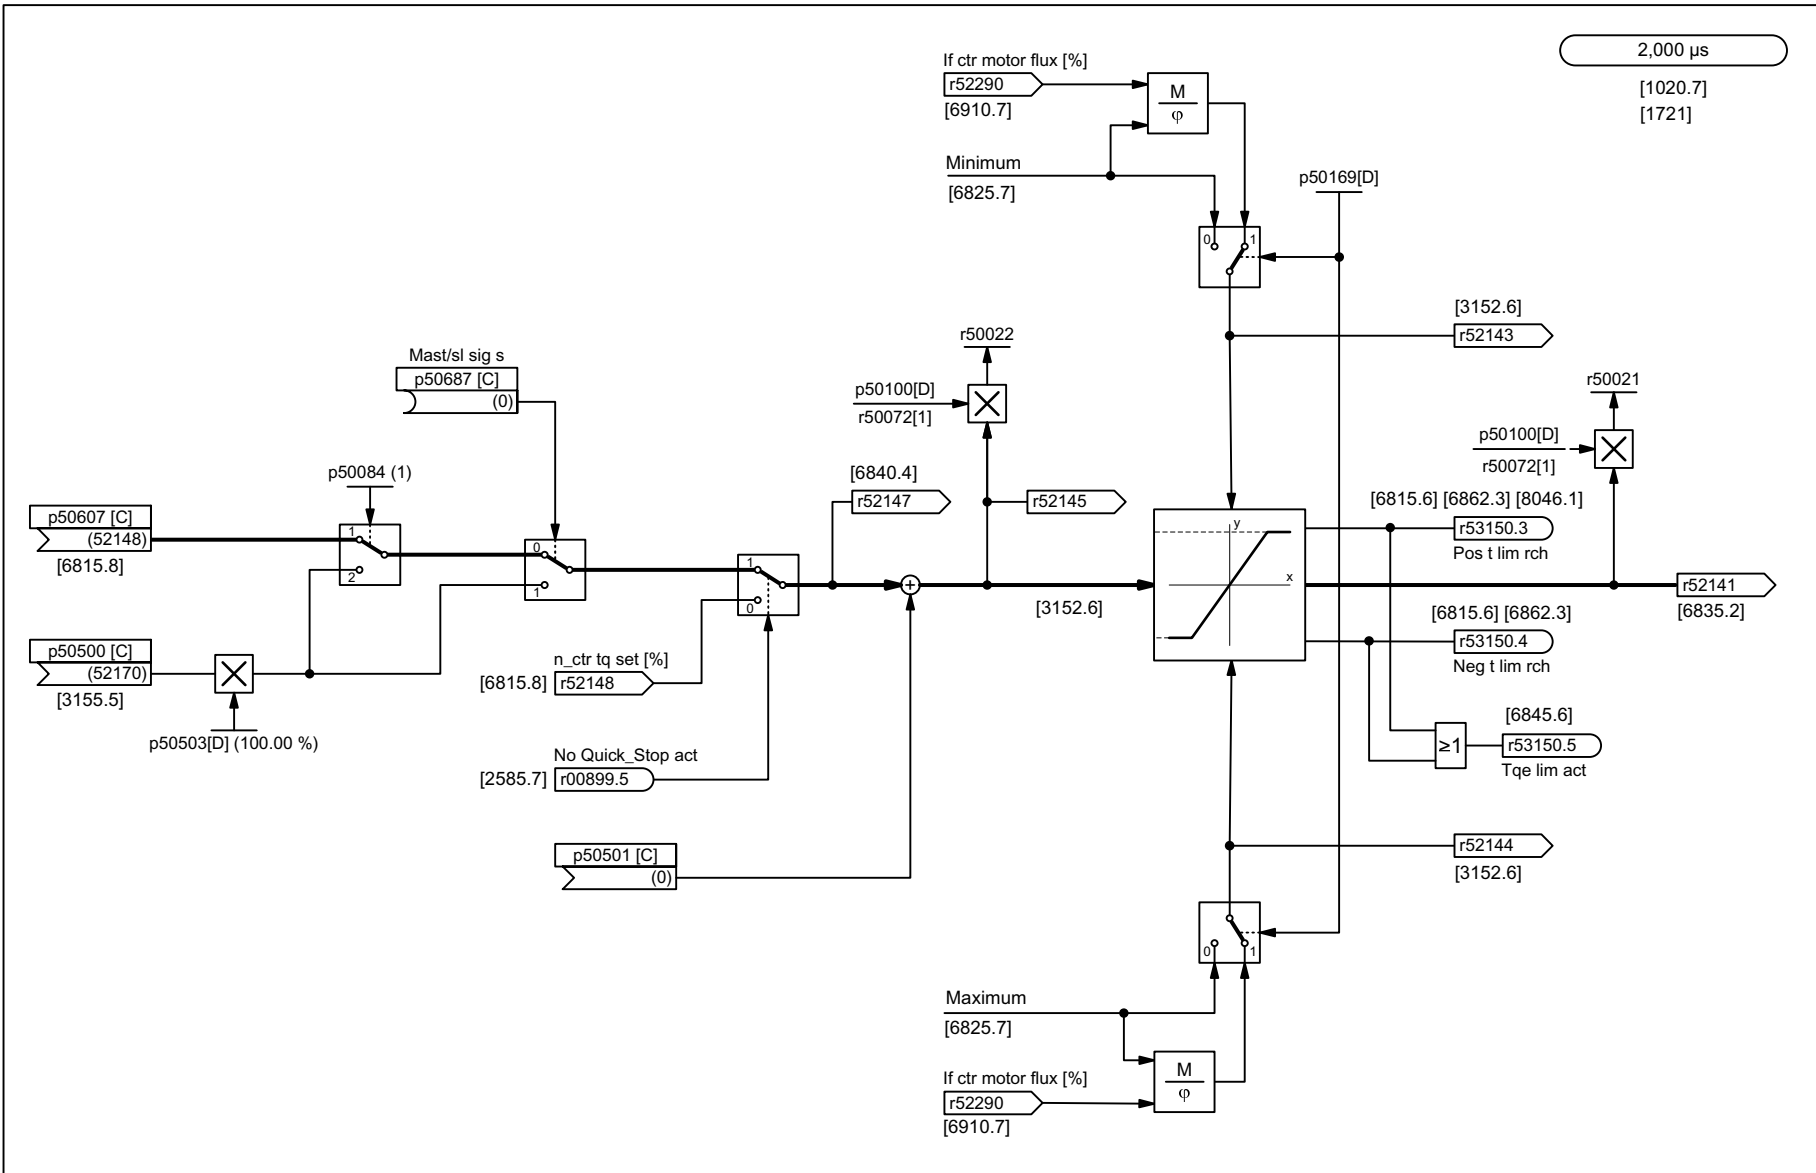 2,000 µs
[1020.7]
[1721]
If ctr motor flux [%]
r52290
[6910.7]
M
φ
Minimum
[6825.7]
p50169[D]
0
1
[3152.6]
r52143
Mast/sl sig s
p50687 [C]
(0)
r50022
p50100[D]
r50072[1]
r50021
p50100[D]
r50072[1]
p50084 (1)
[6840.4]
r52147
r52145
p50607 [C]
(52148)
[6815.8]
1
2
0
1
1
0
[3152.6]
y
x
[6815.6] [6862.3] [8046.1]
r53150.3
Pos t lim rch
r52141
[6835.2]
[6815.6] [6862.3]
r53150.4
Neg t lim rch
p50500 [C]
(52170)
[3155.5]
p50503[D] (100.00 %)
n_ctr tq set [%]
[6815.8]
r52148
No Quick_Stop act
[2585.7]
r00899.5
≥1
[6845.6]
r53150.5
Tqe lim act
p50501 [C]
(0)
r52144
[3152.6]
0
1
Maximum
[6825.7]
If ctr motor flux [%]
r52290
[6910.7]
M
φ